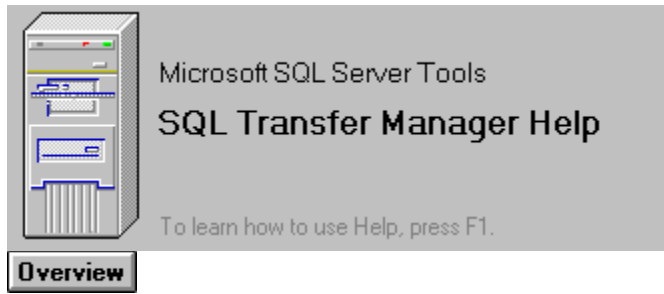 Microsoft SQL Server Tools
SQL Transfer Manager Help
To learn how to use Help, press F1.
Overview